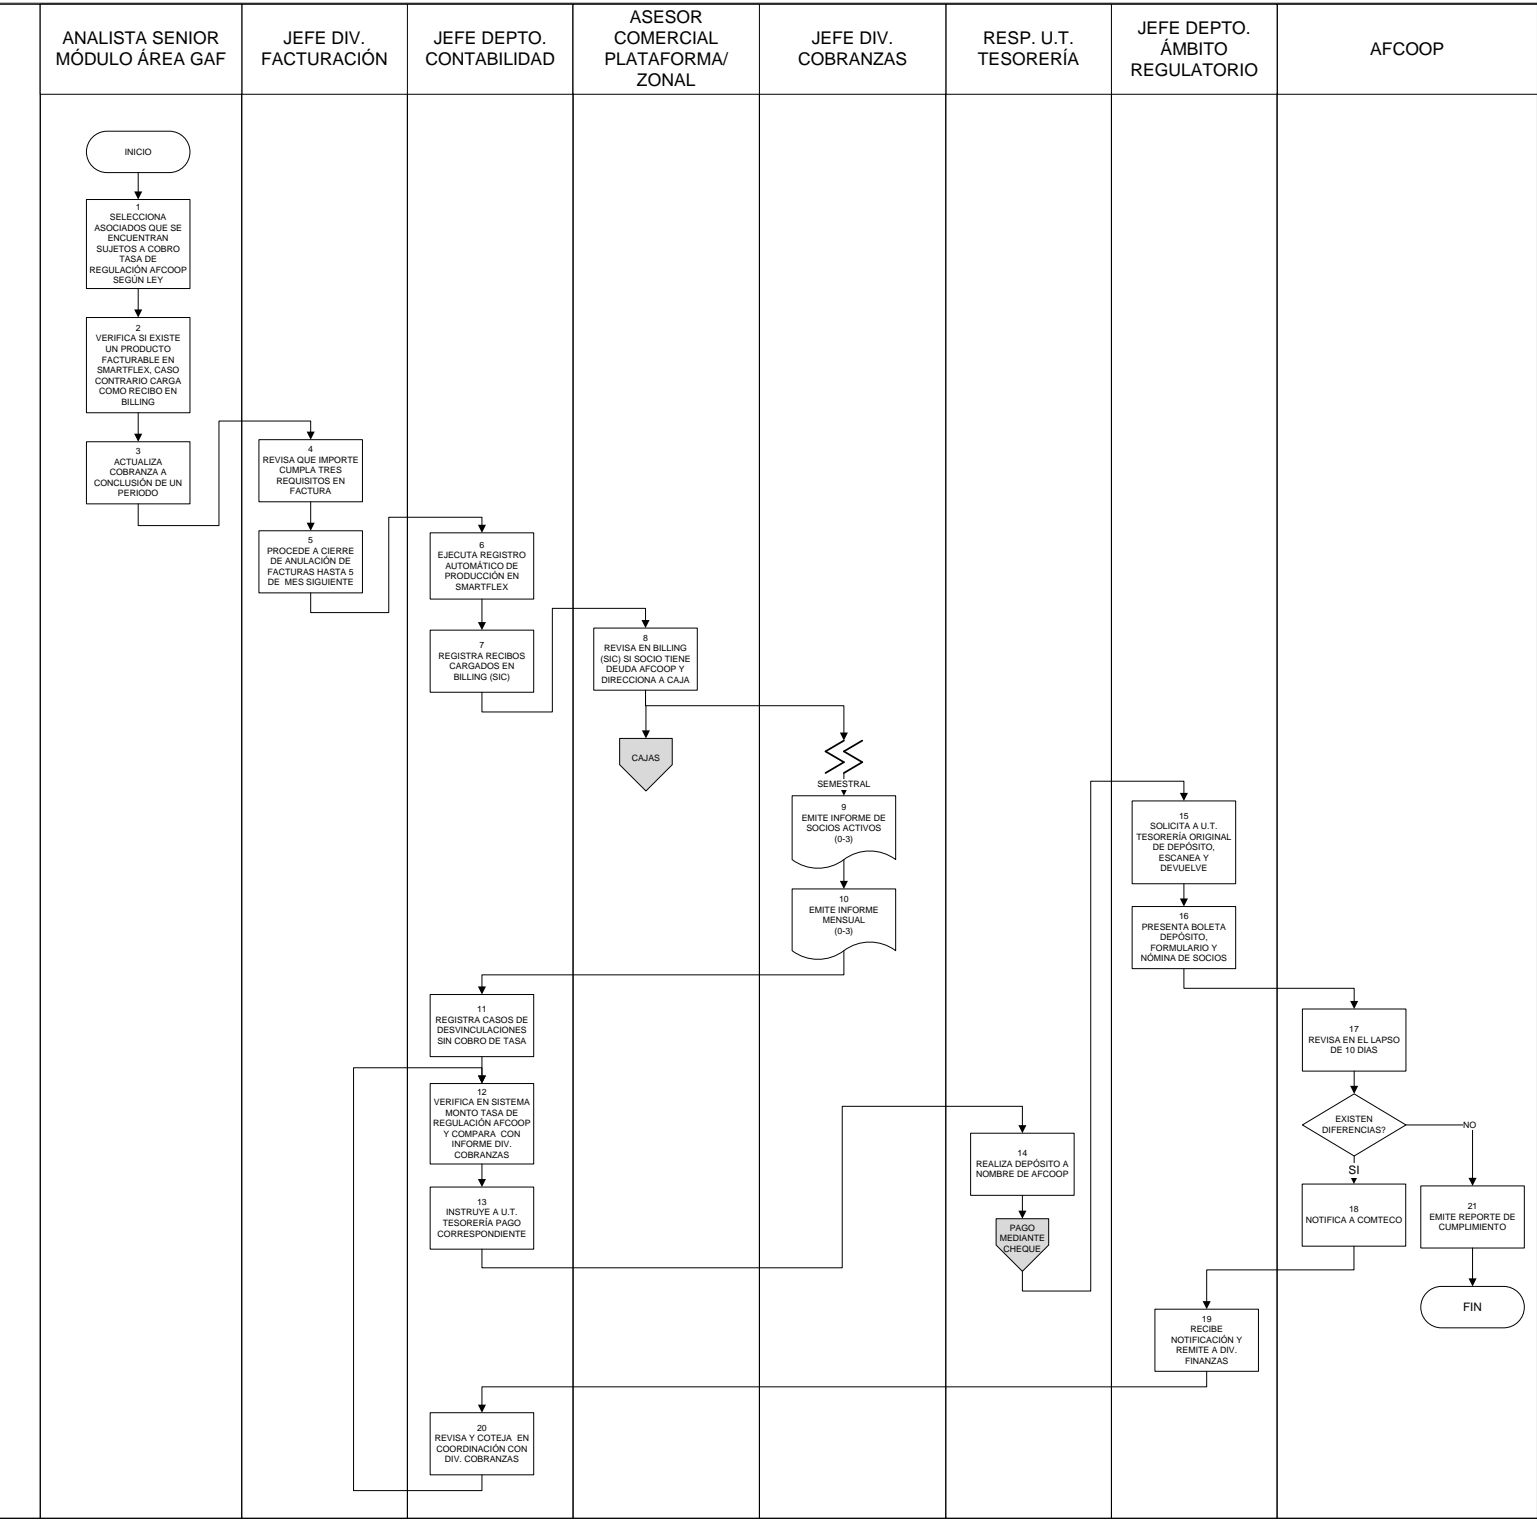 ANALISTA SENIOR
MÓDULO ÁREA GAF
JEFE DIV.
FACTURACIÓN
JEFE DEPTO.
CONTABILIDAD
ASESOR
COMERCIAL
PLATAFORMA/
ZONAL
JEFE DIV.
COBRANZAS
RESP. U.T.
TESORERÍA
JEFE DEPTO.
ÁMBITO
REGULATORIO
AFCOOP
INICIO
1
SELECCIONA
ASOCIADOS QUE SE
ENCUENTRAN
SUJETOS A COBRO
TASA DE
REGULACIÓN AFCOOP
SEGÚN LEY
2
VERIFICA SI EXISTE
UN PRODUCTO
FACTURABLE EN
SMARTFLEX, CASO
CONTRARIO CARGA
COMO RECIBO EN
BILLING
3
ACTUALIZA
COBRANZA A
CONCLUSIÓN DE UN
PERIODO
4
REVISA QUE IMPORTE
CUMPLA TRES
REQUISITOS EN
FACTURA
5
PROCEDE A CIERRE
DE ANULACIÓN DE
FACTURAS HASTA 5
DE MES SIGUIENTE
6
EJECUTA REGISTRO
AUTOMÁTICO DE
PRODUCCIÓN EN
SMARTFLEX
7
REGISTRA RECIBOS
CARGADOS EN
BILLING (SIC)
8
REVISA EN BILLING
(SIC) SI SOCIO TIENE
DEUDA AFCOOP Y
DIRECCIONA A CAJA
CAJAS
SEMESTRAL
9
EMITE INFORME DE
SOCIOS ACTIVOS
(0-3)
10
EMITE INFORME
MENSUAL
(0-3)
11
REGISTRA CASOS DE
DESVINCULACIONES
SIN COBRO DE TASA
12
VERIFICA EN SISTEMA
MONTO TASA DE
REGULACIÓN AFCOOP
Y COMPARA CON
INFORME DIV.
COBRANZAS
13
INSTRUYE A U.T.
TESORERÍA PAGO
CORRESPONDIENTE
14
REALIZA DEPÓSITO A
NOMBRE DE AFCOOP
PAGO
MEDIANTE
CHEQUE
15
SOLICITA A U.T.
TESORERÍA ORIGINAL
DE DEPÓSITO,
ESCANEA Y
DEVUELVE
16
PRESENTA BOLETA
DEPÓSITO,
FORMULARIO Y
NÓMINA DE SOCIOS
17
REVISA EN EL LAPSO
DE 10 DIAS
EXISTEN
DIFERENCIAS?
NO
SI
18
NOTIFICA A COMTECO
21
EMITE REPORTE DE
CUMPLIMIENTO
FIN
19
RECIBE
NOTIFICACIÓN Y
REMITE A DIV.
FINANZAS
20
REVISA Y COTEJA EN
COORDINACIÓN CON
DIV. COBRANZAS